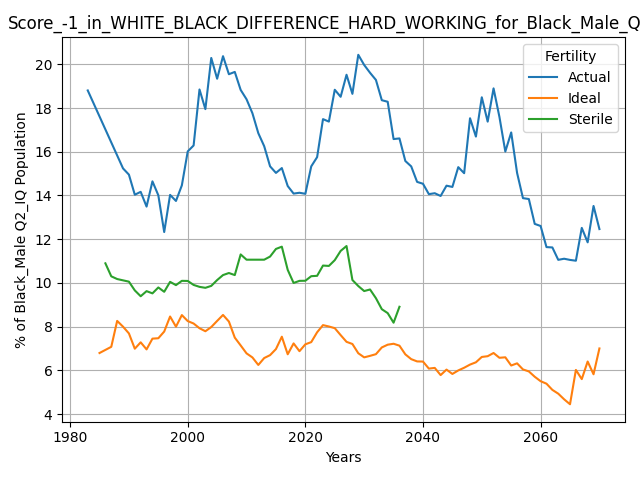 Score_-1_in_WHITE_BLACK_DIFFERENCE_HARD_WORKING_for_Black_Male_Q
Fertility
Actual
Ideal
Sterile
% of Black_Male Q2_IQ Population
20
18
16
14
12
10
8
6
4
1980 2000 2020 2040 2060
Years